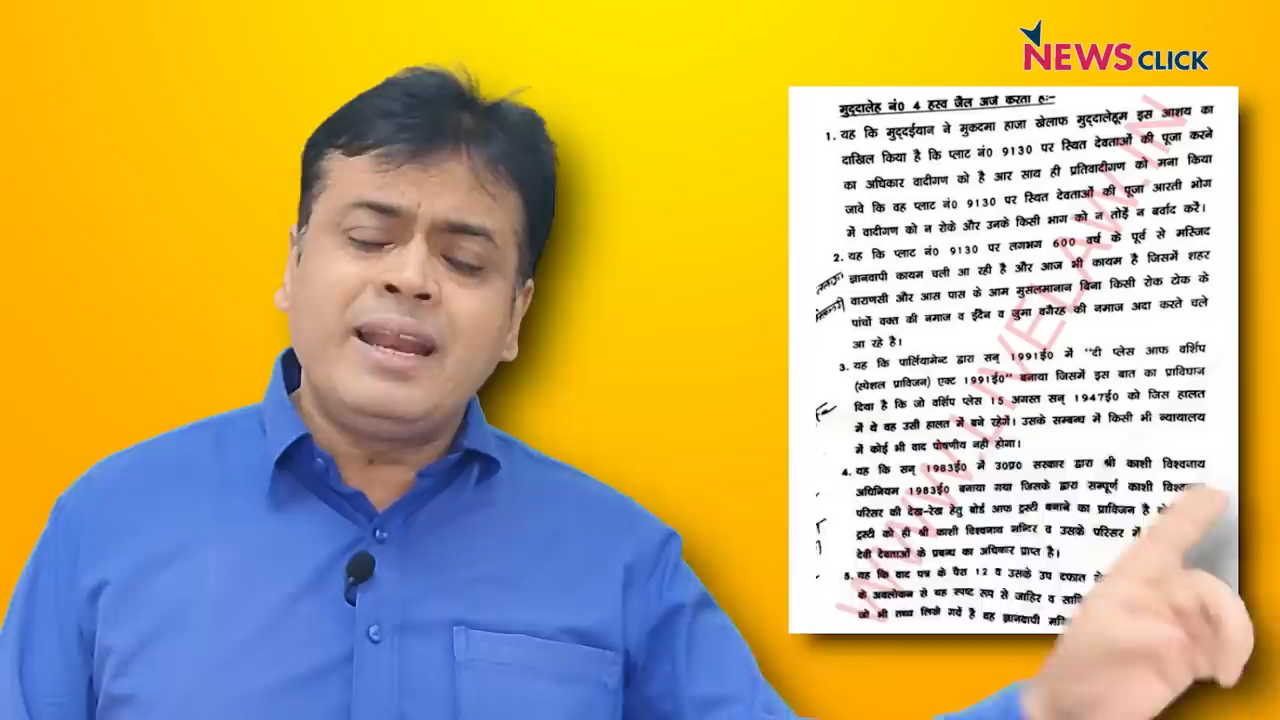 NEWSCLICK
मुद्दालेह नं0 4 हस्व जैल अर्ज करता है:-
1. यह कि मुद्दईयान ने मुकदमा हाजा खेलाफ मुद्दालेहूम इस आशय का
दाखिल किया है कि प्लाट नं0 9130 पर स्थित देवताओं की पूजा करने
का अधिकार वादीगण को है आर साथ ही प्रतिवादीगण को मना किया
जावे कि वह प्लाट नं0 9130 पर स्थित देवताओं की पूजा आरती भोग
में वादीगण को न रोके और उनके किसी भाग को न तोड़ें न बर्वाद करें।
2. यह कि प्लाट नं0 9130 पर लगभग 600 वर्ष के पूर्व से मस्जिद
ज्ञानवापी कायम चली आ रही है और आज भी कायम है जिसमें शहर
वाराणसी और आस पास के आम मुसलमानान बिना किसी रोक टोक के
पांचों वक्त की नमाज व ईदैन व जुमा वगैरह की नमाज अदा करते चले
आ रहे है।
3. यह कि पार्लियामेन्ट द्वारा सन् 1991ई0 में "दी प्लेस आफ वर्शिप
(स्पेशल प्राविजन) एक्ट 1991ई0" बनाया जिसमें इस बात का प्राविधान
दिया है कि जो वर्शिप प्लेस 15 अगस्त सन् 1947ई0 को जिस हालत
में थे वह उसी हालत में बने रहेगें। उसके सम्बन्ध में किसी भी न्यायालय
में कोई भी वाद पोषणीय नही होगा।
4. यह कि सन् 1983ई0 में उ0प्र0 सरकार द्वारा श्री काशी विश्वनाथ
अधिनियम 1983ई0 बनाया गया जिसके द्वारा सम्पूर्ण काशी
परिसर की देख-रेख हेतु बोर्ड आफ ट्रस्टी बनाने का प्राविजन है
ट्रस्टी को ही श्री काशी विश्वनाथ मन्दिर व उसके परिसर में
देवी देवताओं के प्रबन्ध का अधिकार प्राप्त है।
5. यह कि वाद पत्र के पैरा 12 व उसके उप दफात
के अवलोकन से यह स्पष्ट रूप से जाहिर व
जो भी तथ्य लिखे गयें है वह ज्ञानवापी
WWW.LIVELAW.IN